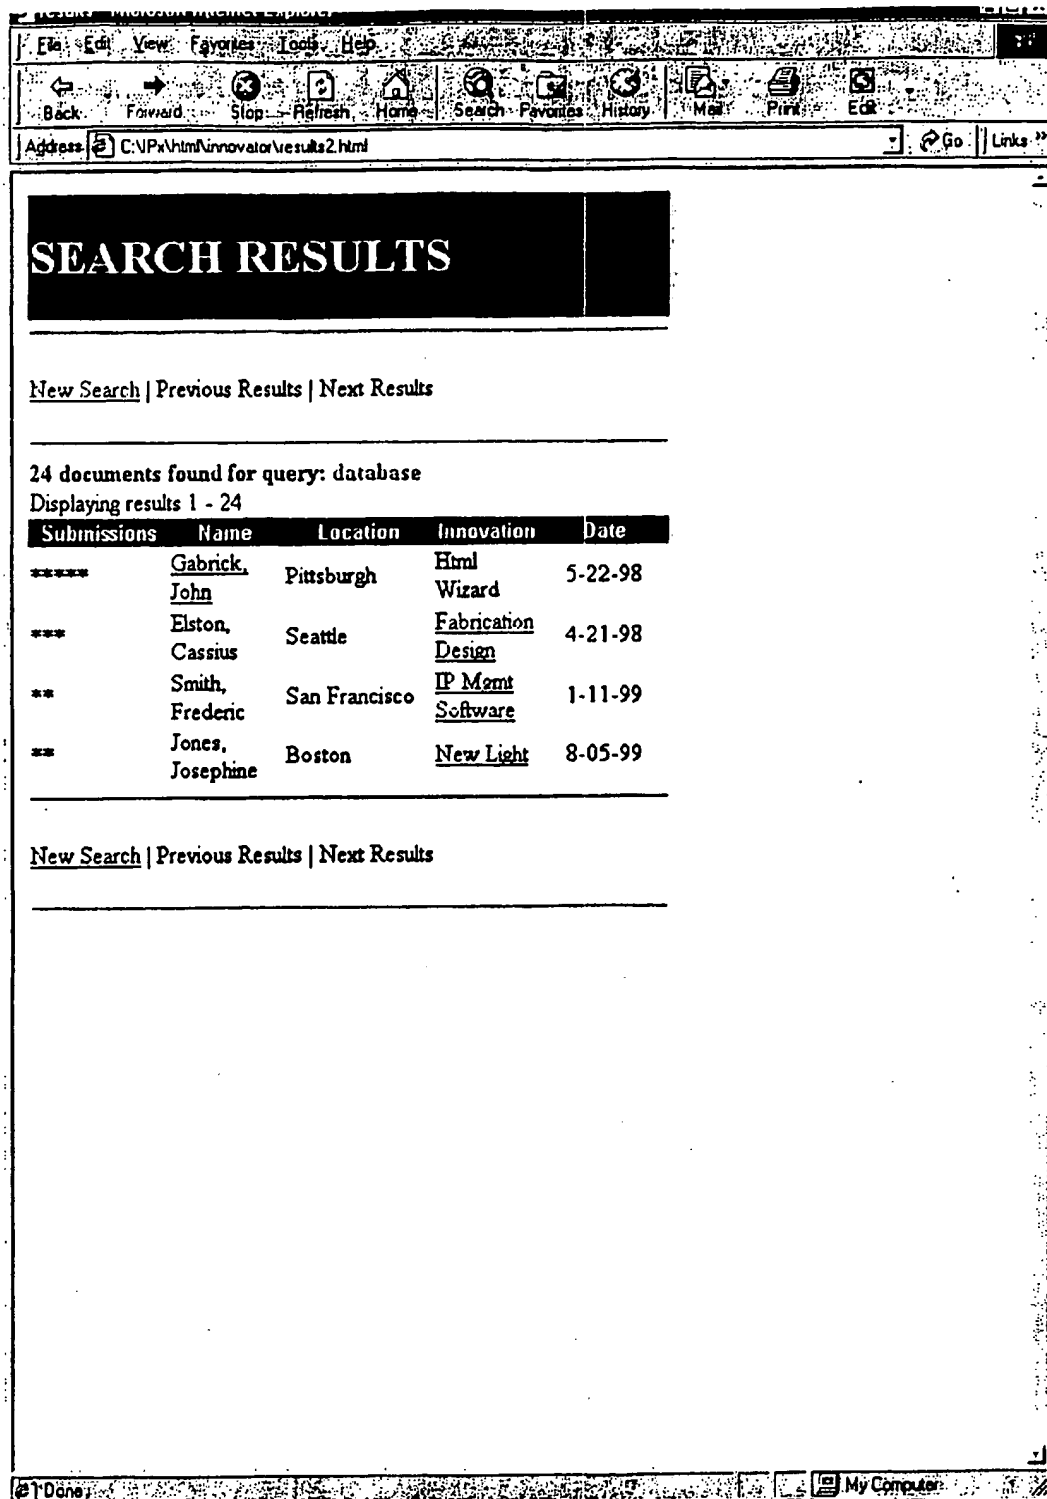 Results - Microsoft Internet Explorer
File Edit View Favorites Tools Help
Back Forward Stop Refresh Home Search Favorites History Mail Print Edit
Address C:\IPx\html\innovator\results2.html Go Links »
SEARCH RESULTS
New Search | Previous Results | Next Results
24 documents found for query: database
Displaying results 1 - 24
Submissions Name Location Innovation Date
***** Gabrick, John Pittsburgh Html Wizard 5-22-98
*** Elston, Cassius Seattle Fabrication Design 4-21-98
** Smith, Frederic San Francisco IP Mgmt Software 1-11-99
** Jones, Josephine Boston New Light 8-05-99
New Search | Previous Results | Next Results
Done My Computer